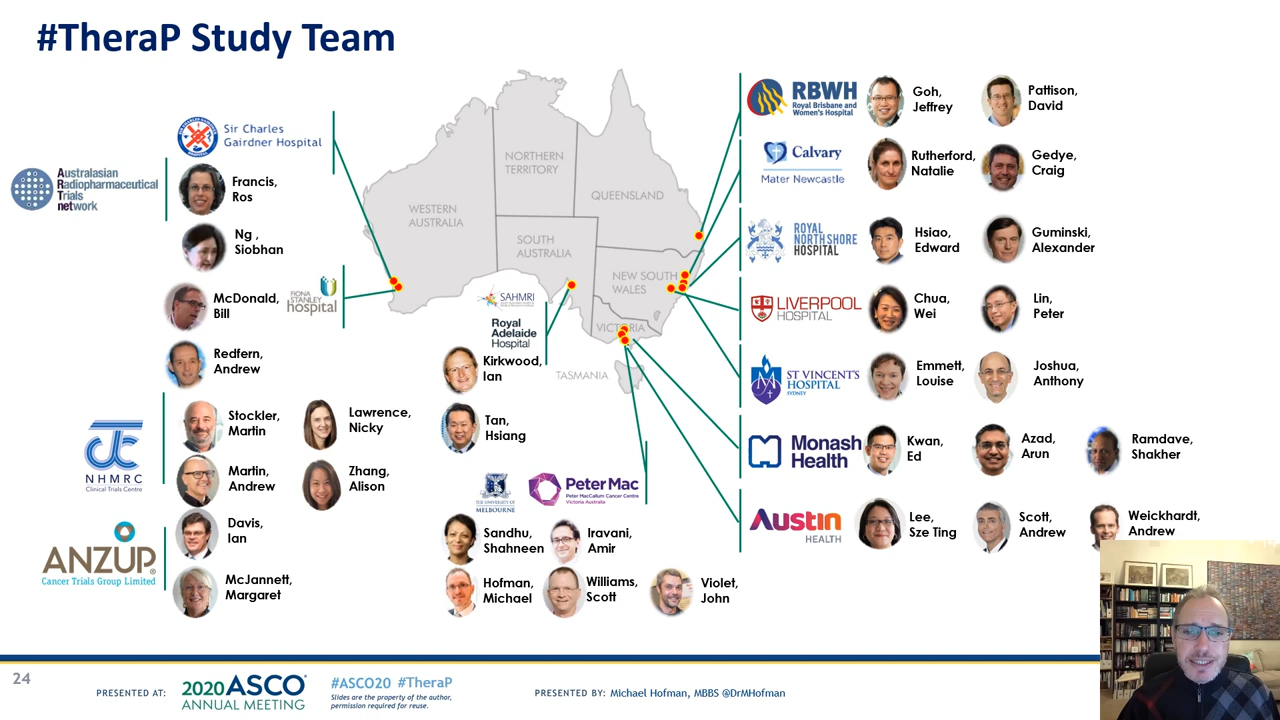 #TheraP Study Team
Sir Charles
Gairdner Hospital
Australasian
Radiopharmaceutical
Trials
network
Francis,
Ros
Ng ,
Siobhan
McDonald,
Bill
Fiona
Stanley
hospital
Redfern,
Andrew
NHMRC
Clinical Trials Centre
Stockler,
Martin
Lawrence,
Nicky
Martin,
Andrew
Zhang,
Alison
ANZUP
Cancer Trials Group Limited
Davis,
Ian
McJannett,
Margaret
WESTERN
AUSTRALIA
NORTHERN
TERRITORY
QUEENSLAND
SOUTH
AUSTRALIA
NEW SOUTH
WALES
VICTORIA
TASMANIA
SAHMRI
Royal
Adelaide
Hospital
Kirkwood,
Ian
Tan,
Hsiang
THE UNIVERSITY OF
MELBOURNE
Peter Mac
Peter MacCallum Cancer Centre
Victoria Australia
Sandhu,
Shahneen
Iravani,
Amir
Hofman,
Michael
Williams,
Scott
Violet,
John
RBWH
Royal Brisbane and
Women's Hospital
Goh,
Jeffrey
Pattison,
David
Calvary
Mater Newcastle
Rutherford,
Natalie
Gedye,
Craig
ROYAL
NORTH SHORE
HOSPITAL
Hsiao,
Edward
Guminski,
Alexander
LIVERPOOL
HOSPITAL
Chua,
Wei
Lin,
Peter
ST VINCENT'S
HOSPITAL
SYDNEY
Emmett,
Louise
Joshua,
Anthony
Monash
Health
Kwan,
Ed
Azad,
Arun
Ramdave,
Shakher
Austin
HEALTH
Lee,
Sze Ting
Scott,
Andrew
Weickhardt,
Andrew
24
PRESENTED AT:
2020 ASCO
ANNUAL MEETING
#ASCO20 #TheraP
Slides are the property of the author,
permission required for reuse.
PRESENTED BY: Michael Hofman, MBBS @DrMHofman